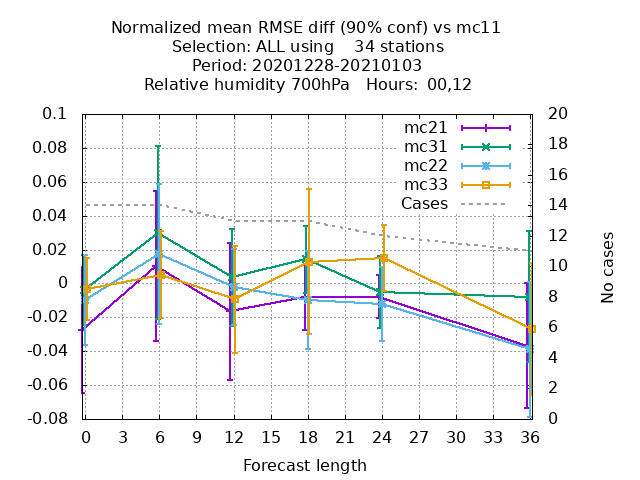 Normalized mean RMSE diff (90% conf) vs mc11
Selection: ALL using    34 stations
Period: 20201228-20210103
Relative humidity 700hPa   Hours:  00,12
0.1
0.08
0.06
0.04
0.02
0
-0.02
-0.04
-0.06
-0.08
mc21
mc31
mc22
mc33
Cases
20
18
16
14
12
10
8
6
4
2
0
No cases
0 3 6 9 12 15 18 21 24 27 30 33 36
Forecast length